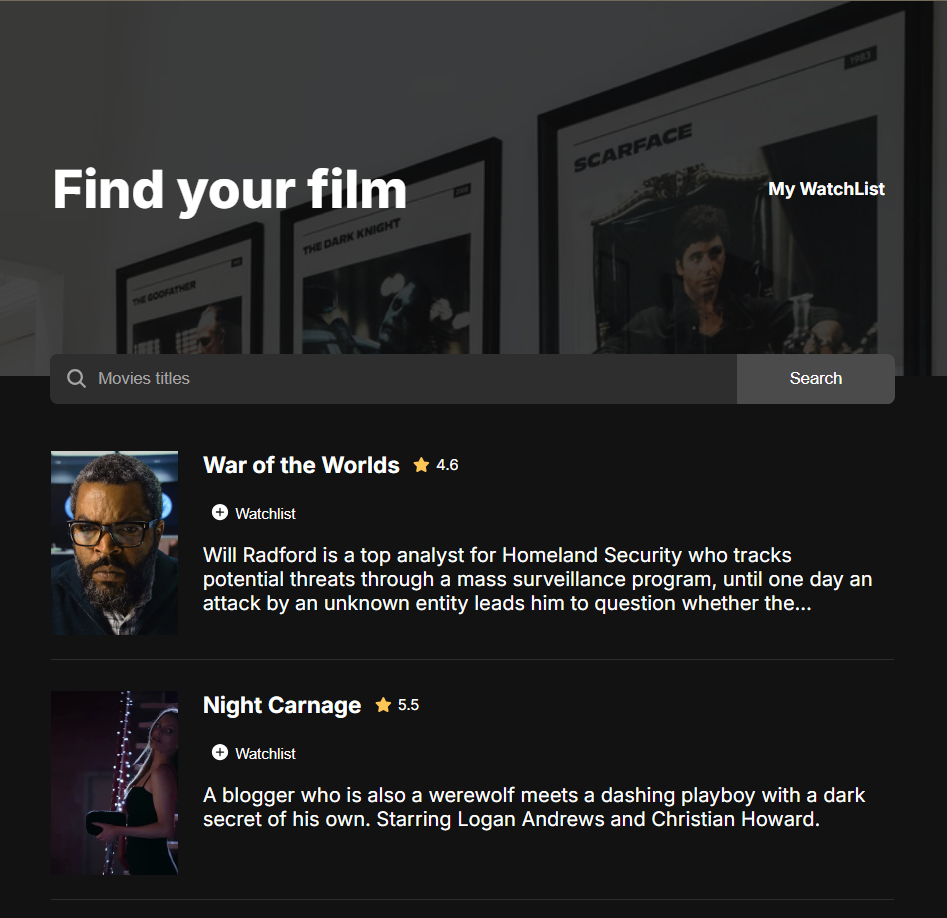 1983
SCARFACE
Find your film
My WatchList
THE DARK KNIGHT
THE GODFATHER
Movies titles
Search
War of the Worlds 4.6
Watchlist
Will Radford is a top analyst for Homeland Security who tracks
potential threats through a mass surveillance program, until one day an
attack by an unknown entity leads him to question whether the...
Night Carnage 5.5
Watchlist
A blogger who is also a werewolf meets a dashing playboy with a dark
secret of his own. Starring Logan Andrews and Christian Howard.